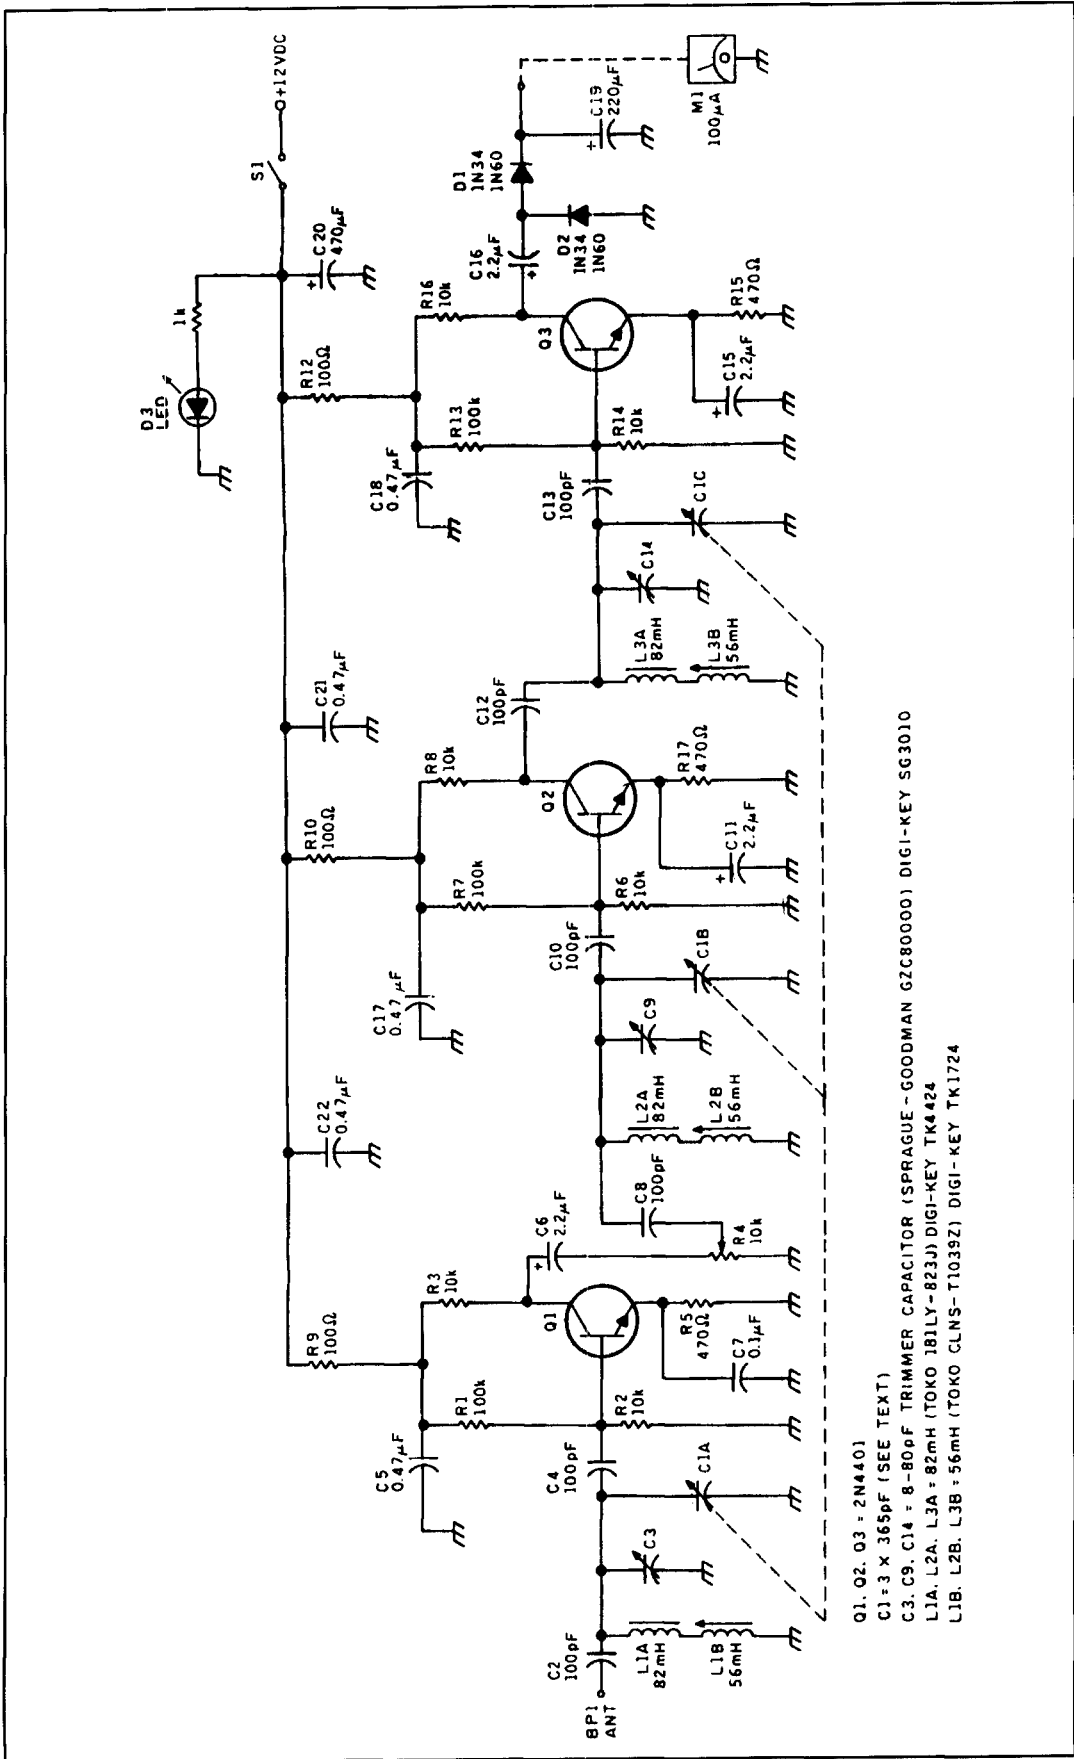 D3
LED
1k
S1
+12VDC
+
C20
470µF
R9
100Ω
C22
0.47µF
R10
100Ω
C21
0.47µF
R12
100Ω
C5
0.47µF
R1
100k
R3
10k
C17
0.47µF
R7
100k
R8
10k
C18
0.47µF
R13
100k
R16
10k
BP1
ANT
C2
100pF
L1A
82mH
L1B
56mH
C3
C1A
C4
100pF
R2
10k
Q1
C7
0.1µF
R5
470Ω
+
C6
2.2µF
R4
10k
C8
100pF
L2A
82mH
L2B
56mH
C9
C1B
C10
100pF
R6
10k
Q2
+
C11
2.2µF
R17
470Ω
C12
100pF
L3A
82mH
L3B
56mH
C14
C1C
C13
100pF
R14
10k
Q3
+
C15
2.2µF
R15
470Ω
C16
2.2µF
+
D1
1N34
1N60
D2
1N34
1N60
+
C19
220µF
M1
100µA
Q1, Q2, Q3 = 2N4401
C1 = 3 X 365pF (SEE TEXT)
C3, C9, C14 = 8-80pF TRIMMER CAPACITOR (SPRAGUE-GOODMAN GZC80000) DIGI-KEY SG3010
L1A, L2A, L3A = 82mH (TOKO 181LY-823J) DIGI-KEY TK4424
L1B, L2B, L3B = 56mH (TOKO CLNS-T1039Z) DIGI-KEY TK1724